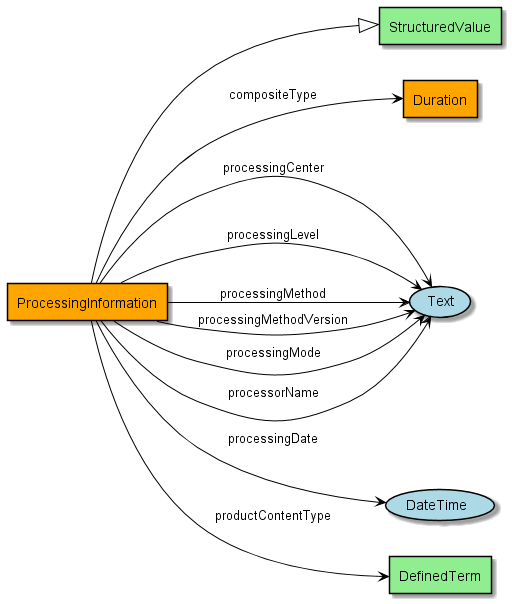 StructuredValue
compositeType
Duration
processingCenter
processingLevel
ProcessingInformation
processingMethod
Text
processingMethodVersion
processingMode
processorName
processingDate
DateTime
productContentType
DefinedTerm